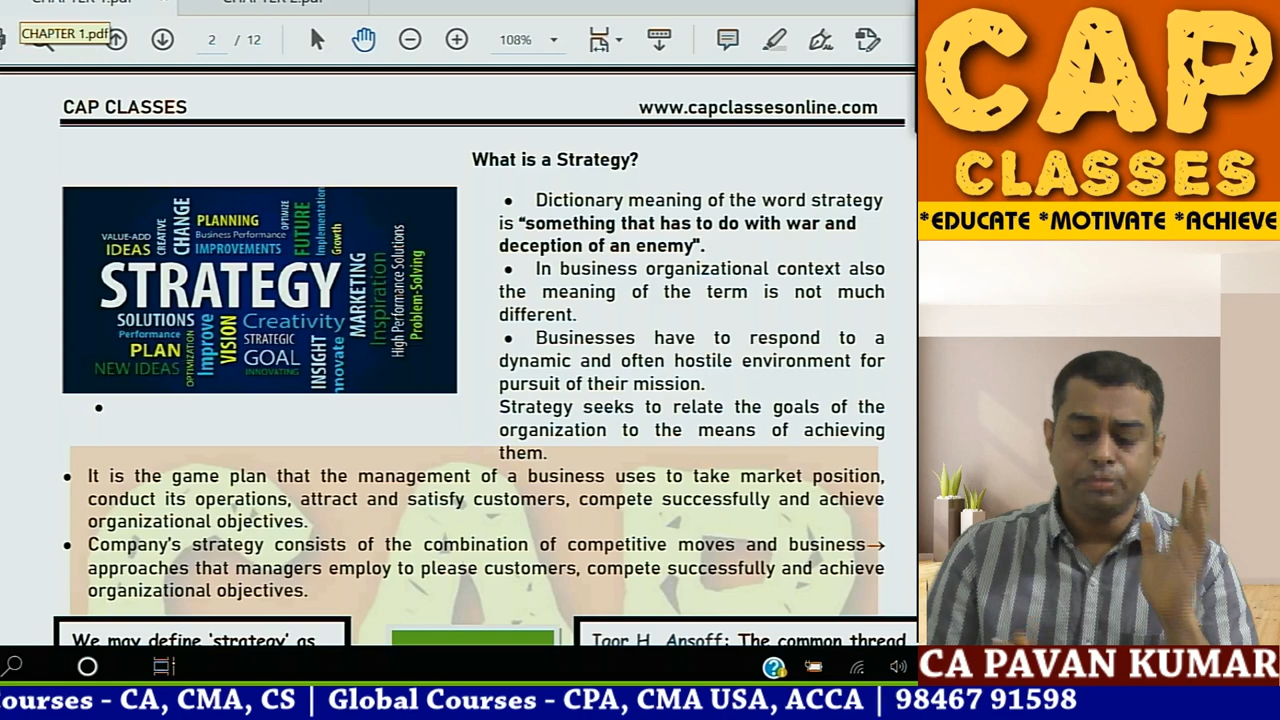 CHAPTER 1.pdf
CHAPTER 2.pdf
CHAPTER 1.pdf
2 / 12
108%
CAP CLASSES
www.capclassesonline.com
What is a Strategy?
• Dictionary meaning of the word strategy
is “something that has to do with war and
deception of an enemy”.
• In business organizational context also
the meaning of the term is not much
different.
• Businesses have to respond to a
dynamic and often hostile environment for
pursuit of their mission.
Strategy seeks to relate the goals of the
organization to the means of achieving
them.
VALUE-ADD
IDEAS
CREATIVE
CHANGE
PLANNING
Business Performance
IMPROVEMENTS
OPTIMIZE
FUTURE
Implementation
Growth
STRATEGY
MARKETING
Inspiration
High Performance Solutions
Problem-Solving
SOLUTIONS
Performance
PLAN
NEW IDEAS
OPTIMIZATION
Improve
VISION
Creativity
STRATEGIC
GOAL
INNOVATING
INSIGHT
nnovate
• It is the game plan that the management of a business uses to take market position,
conduct its operations, attract and satisfy customers, compete successfully and achieve
organizational objectives.
• Company’s strategy consists of the combination of competitive moves and business→
approaches that managers employ to please customers, compete successfully and achieve
organizational objectives.
We may define 'strategy' as
Igor H. Ansoff: The common thread
CAP
CAP
CLASSES
*EDUCATE *MOTIVATE *ACHIEVE
CA PAVAN KUMAR
ourses - CA, CMA, CS | Global Courses - CPA, CMA USA, ACCA | 98467 91598